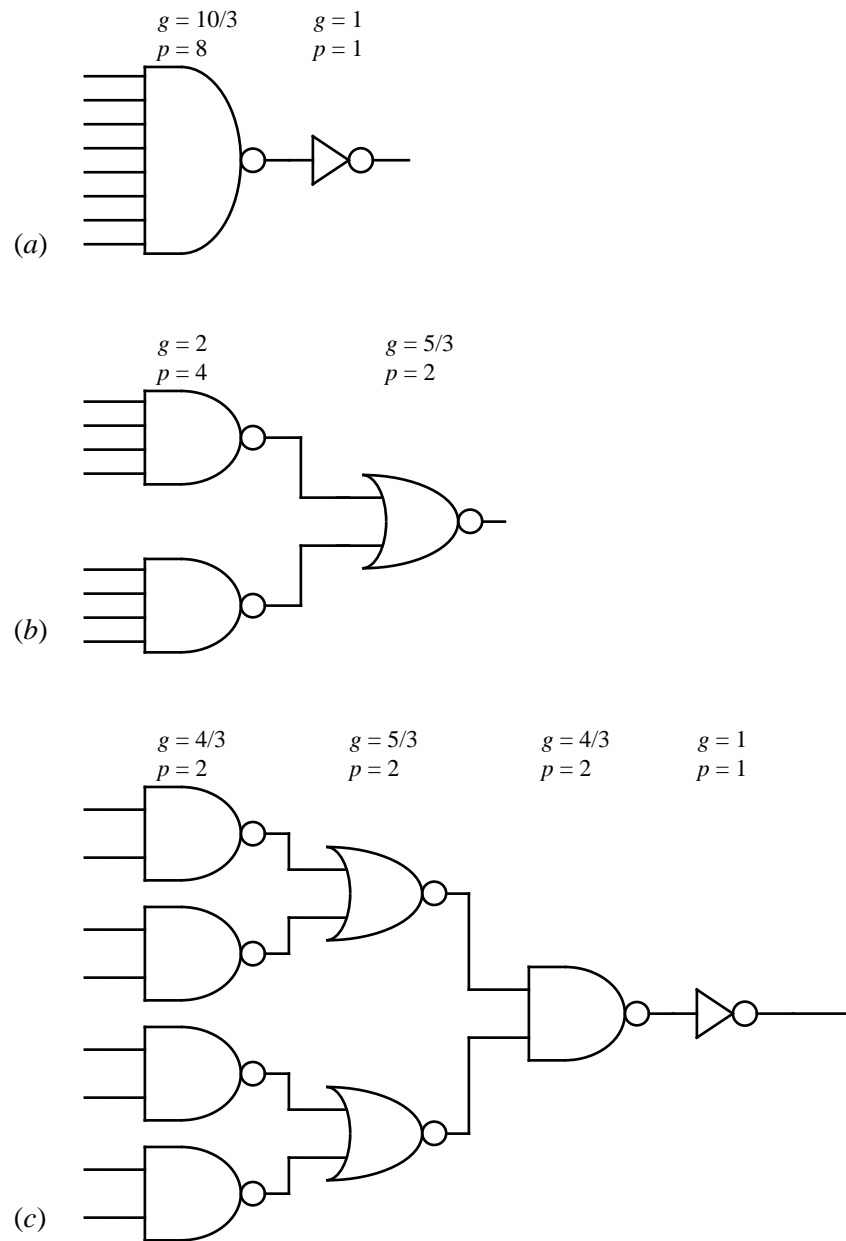 g = 10/3 g = 1
p = 8 p = 1
(a)
g = 2 g = 5/3
p = 4 p = 2
(b)
g = 4/3 g = 5/3 g = 4/3 g = 1
p = 2 p = 2 p = 2 p = 1
(c)